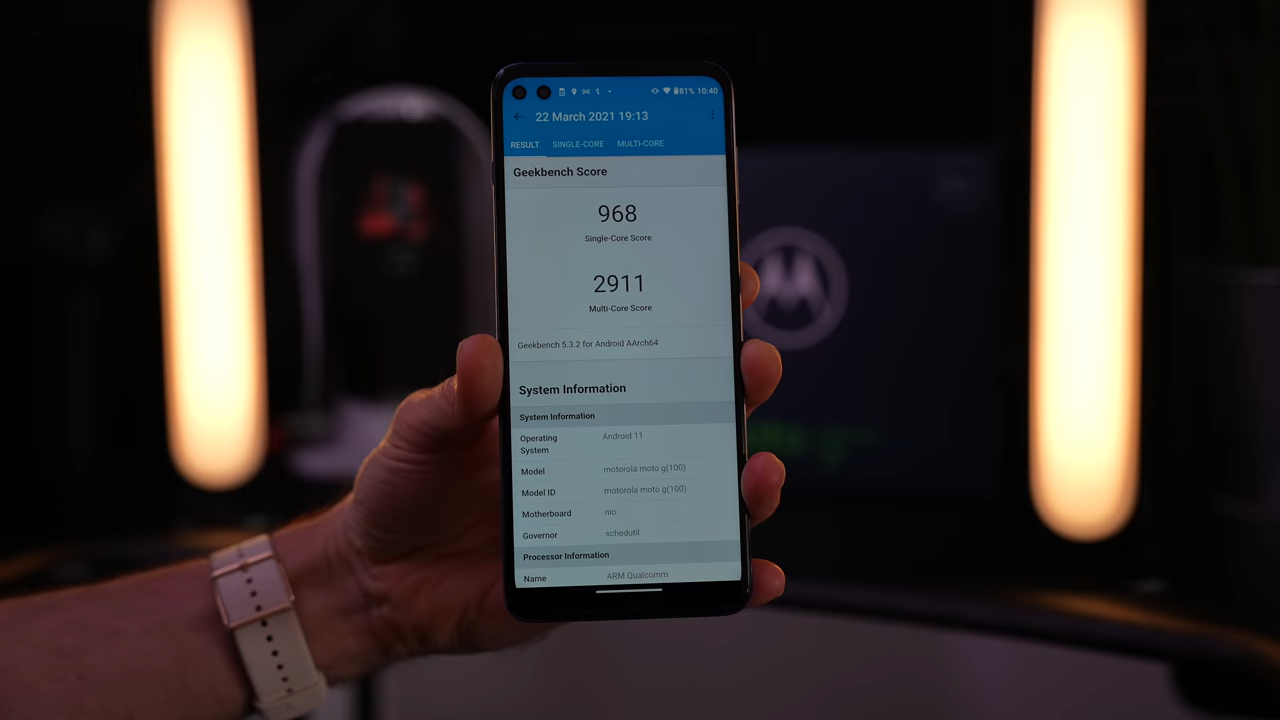 81% 10:40
22 March 2021 19:13
RESULT SINGLE-CORE MULTI-CORE
Geekbench Score
968
Single-Core Score
2911
Multi-Core Score
Geekbench 5.3.2 for Android AArch64
System Information
System Information
Operating System Android 11
Model motorola moto g(100)
Model ID motorola moto g(100)
Motherboard nio
Governor schedutil
Processor Information
Name ARM Qualcomm